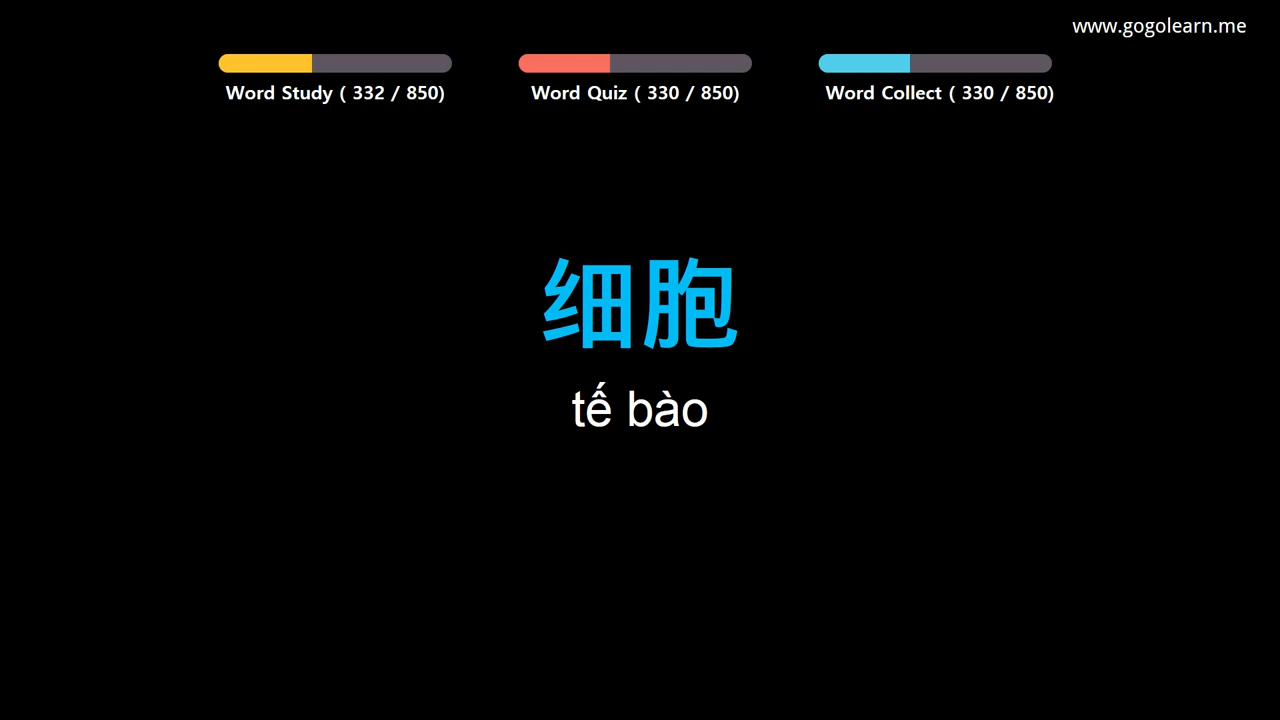 www.gogolearn.me
Word Study ( 332 / 850)
Word Quiz ( 330 / 850)
Word Collect ( 330 / 850)
细胞
tế bào